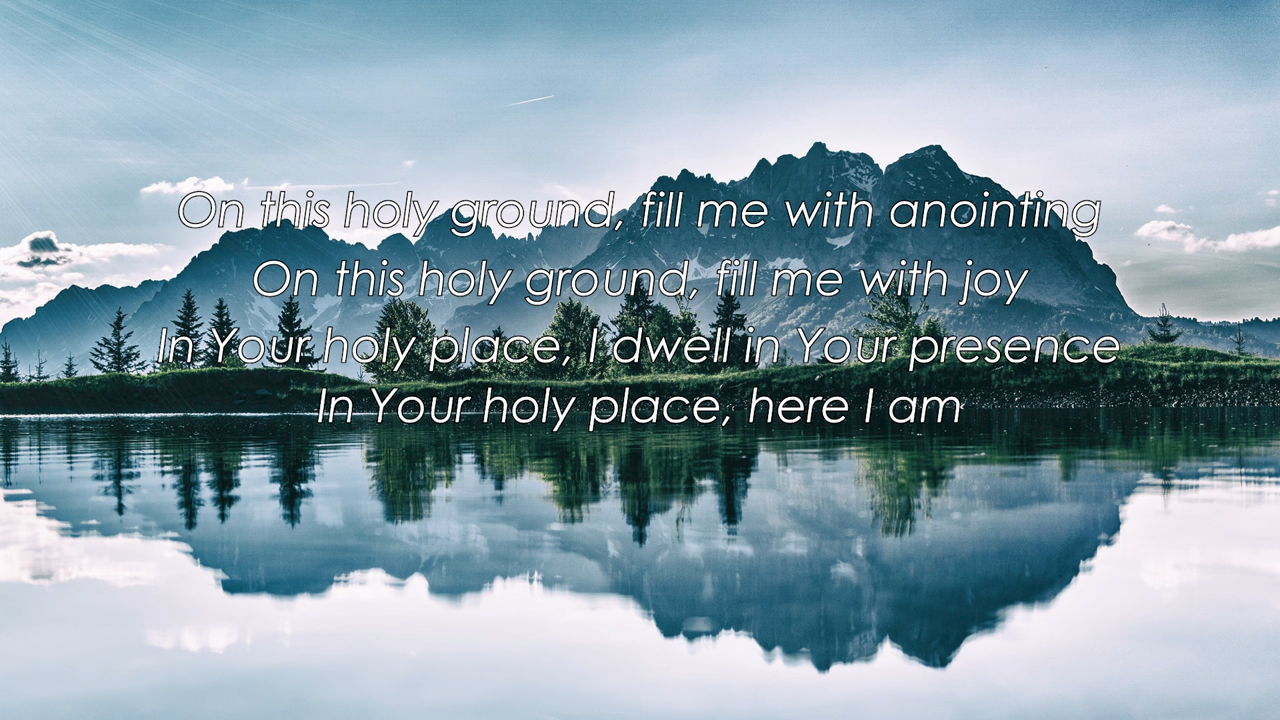 On this holy ground, fill me with anointing
On this holy ground, fill me with joy
In Your holy place, I dwell in Your presence
In Your holy place, here I am